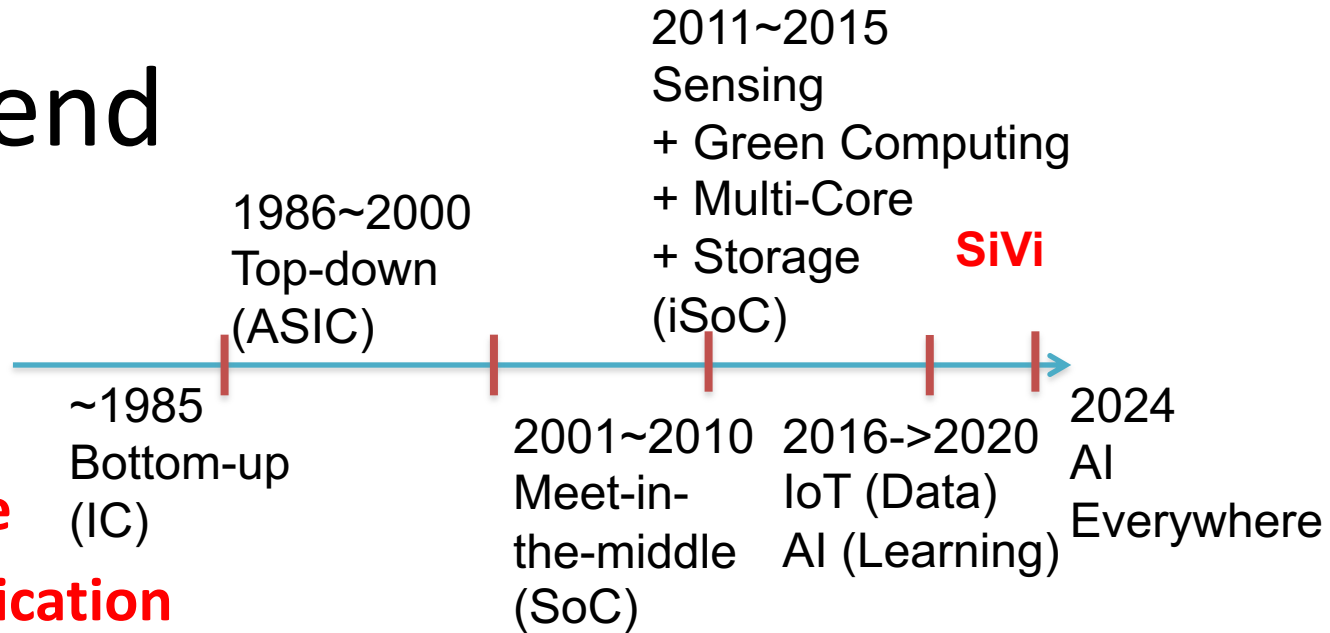 end
2011~2015
Sensing
+ Green Computing
+ Multi-Core
+ Storage
(iSoC)
SiVi
1986~2000
Top-down
(ASIC)
~1985
Bottom-up
(IC)
e
ication
2001~2010
Meet-in-
the-middle
(SoC)
2016->2020
IoT (Data)
AI (Learning)
2024
AI
Everywhere